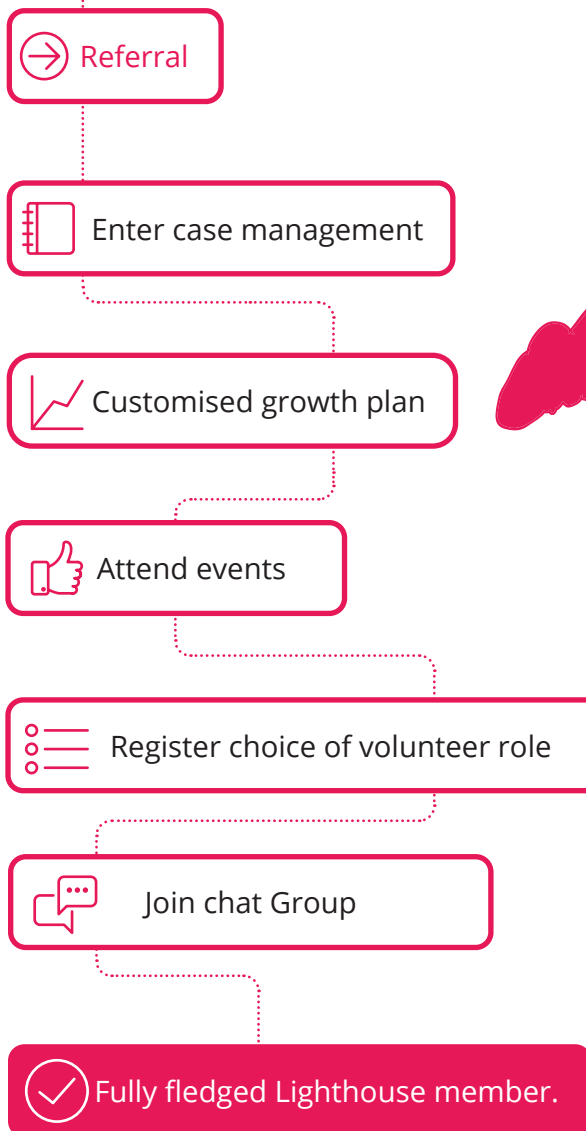 Referral
Enter case management
Customised growth plan
Attend events
Register choice of volunteer role
Join chat Group
Fully fledged Lighthouse member.